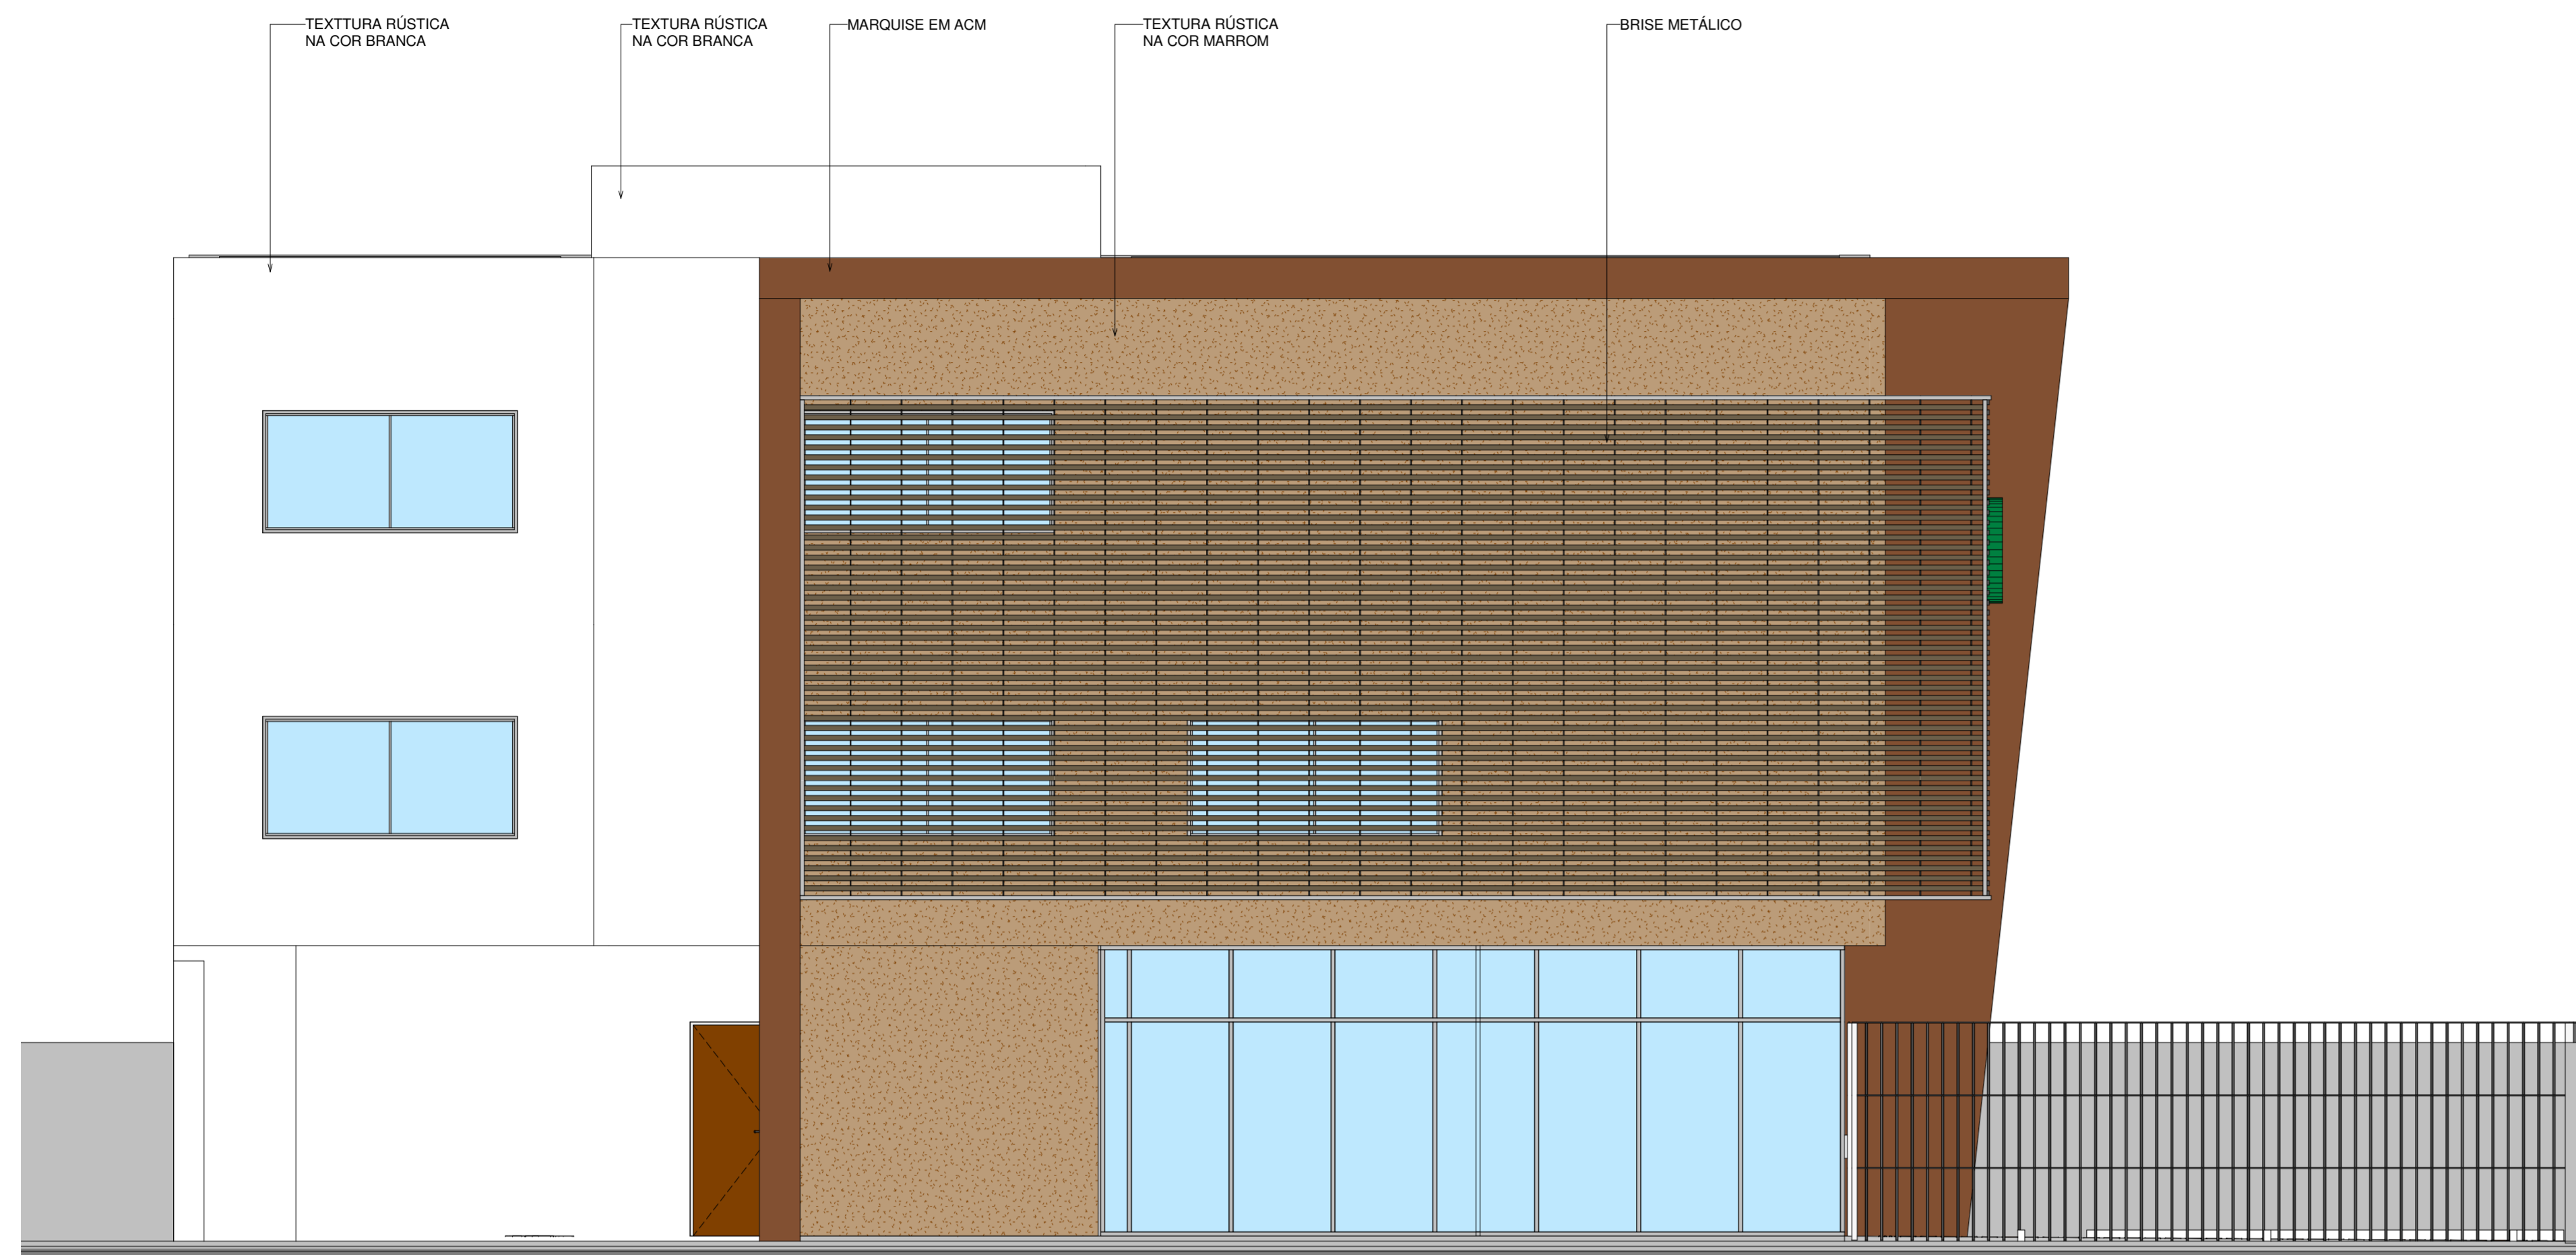 TEXTTURA RÚSTICA
NA COR BRANCA
TEXTURA RÚSTICA
NA COR BRANCA
MARQUISE EM ACM
TEXTURA RÚSTICA
NA COR MARROM
BRISE METÁLICO